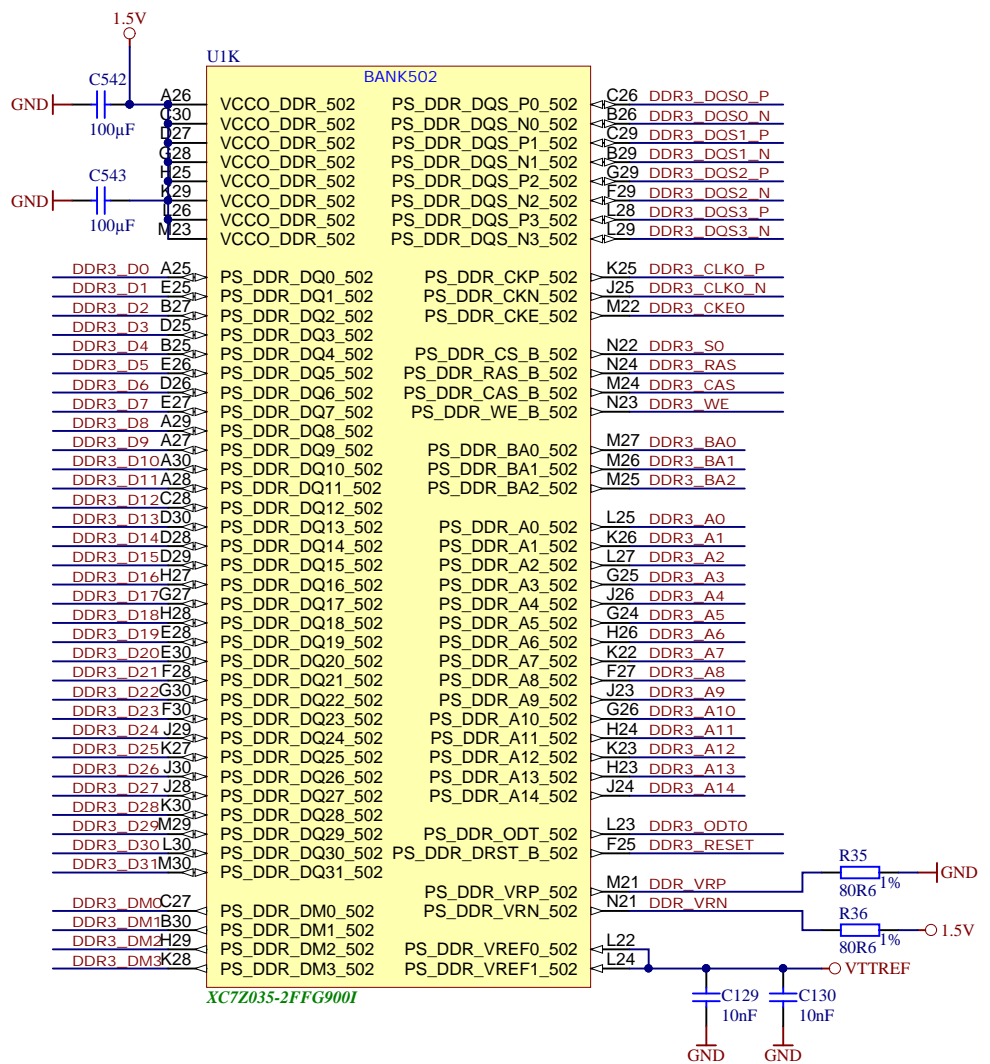 1.5V
U1K
BANK502
C542
GND
100µF
C543
GND
100µF
A26 VCCO_DDR_502
C30 VCCO_DDR_502
D27 VCCO_DDR_502
G28 VCCO_DDR_502
H25 VCCO_DDR_502
K29 VCCO_DDR_502
L26 VCCO_DDR_502
M23 VCCO_DDR_502
DDR3_D0 A25 PS_DDR_DQ0_502
DDR3_D1 E25 PS_DDR_DQ1_502
DDR3_D2 B27 PS_DDR_DQ2_502
DDR3_D3 D25 PS_DDR_DQ3_502
DDR3_D4 B25 PS_DDR_DQ4_502
DDR3_D5 E26 PS_DDR_DQ5_502
DDR3_D6 D26 PS_DDR_DQ6_502
DDR3_D7 E27 PS_DDR_DQ7_502
DDR3_D8 A29 PS_DDR_DQ8_502
DDR3_D9 A27 PS_DDR_DQ9_502
DDR3_D10 A30 PS_DDR_DQ10_502
DDR3_D11 A28 PS_DDR_DQ11_502
DDR3_D12 C28 PS_DDR_DQ12_502
DDR3_D13 D30 PS_DDR_DQ13_502
DDR3_D14 D28 PS_DDR_DQ14_502
DDR3_D15 D29 PS_DDR_DQ15_502
DDR3_D16 H27 PS_DDR_DQ16_502
DDR3_D17 G27 PS_DDR_DQ17_502
DDR3_D18 H28 PS_DDR_DQ18_502
DDR3_D19 E28 PS_DDR_DQ19_502
DDR3_D20 E30 PS_DDR_DQ20_502
DDR3_D21 F28 PS_DDR_DQ21_502
DDR3_D22 G30 PS_DDR_DQ22_502
DDR3_D23 F30 PS_DDR_DQ23_502
DDR3_D24 J29 PS_DDR_DQ24_502
DDR3_D25 K27 PS_DDR_DQ25_502
DDR3_D26 J30 PS_DDR_DQ26_502
DDR3_D27 J28 PS_DDR_DQ27_502
DDR3_D28 K30 PS_DDR_DQ28_502
DDR3_D29 M29 PS_DDR_DQ29_502
DDR3_D30 L30 PS_DDR_DQ30_502
DDR3_D31 M30 PS_DDR_DQ31_502
DDR3_DM0 C27 PS_DDR_DM0_502
DDR3_DM1 B30 PS_DDR_DM1_502
DDR3_DM2 H29 PS_DDR_DM2_502
DDR3_DM3 K28 PS_DDR_DM3_502
PS_DDR_DQS_P0_502 C26 DDR3_DQS0_P
PS_DDR_DQS_N0_502 B26 DDR3_DQS0_N
PS_DDR_DQS_P1_502 C29 DDR3_DQS1_P
PS_DDR_DQS_N1_502 B29 DDR3_DQS1_N
PS_DDR_DQS_P2_502 G29 DDR3_DQS2_P
PS_DDR_DQS_N2_502 F29 DDR3_DQS2_N
PS_DDR_DQS_P3_502 L28 DDR3_DQS3_P
PS_DDR_DQS_N3_502 L29 DDR3_DQS3_N
PS_DDR_CKP_502 K25 DDR3_CLK0_P
PS_DDR_CKN_502 J25 DDR3_CLK0_N
PS_DDR_CKE_502 M22 DDR3_CKE0
PS_DDR_CS_B_502 N22 DDR3_S0
PS_DDR_RAS_B_502 N24 DDR3_RAS
PS_DDR_CAS_B_502 M24 DDR3_CAS
PS_DDR_WE_B_502 N23 DDR3_WE
PS_DDR_BA0_502 M27 DDR3_BA0
PS_DDR_BA1_502 M26 DDR3_BA1
PS_DDR_BA2_502 M25 DDR3_BA2
PS_DDR_A0_502 L25 DDR3_A0
PS_DDR_A1_502 K26 DDR3_A1
PS_DDR_A2_502 L27 DDR3_A2
PS_DDR_A3_502 G25 DDR3_A3
PS_DDR_A4_502 J26 DDR3_A4
PS_DDR_A5_502 G24 DDR3_A5
PS_DDR_A6_502 H26 DDR3_A6
PS_DDR_A7_502 K22 DDR3_A7
PS_DDR_A8_502 F27 DDR3_A8
PS_DDR_A9_502 J23 DDR3_A9
PS_DDR_A10_502 G26 DDR3_A10
PS_DDR_A11_502 H24 DDR3_A11
PS_DDR_A12_502 K23 DDR3_A12
PS_DDR_A13_502 H23 DDR3_A13
PS_DDR_A14_502 J24 DDR3_A14
PS_DDR_ODT_502 L23 DDR3_ODT0
PS_DDR_DRST_B_502 F25 DDR3_RESET
PS_DDR_VRP_502 M21 DDR_VRP
PS_DDR_VRN_502 N21 DDR_VRN
PS_DDR_VREF0_502 L22
PS_DDR_VREF1_502 L24
R35
80R6 1%
GND
R36
80R6 1%
1.5V
VTTREF
C129
10nF
C130
10nF
GND
GND
XC7Z035-2FFG900I